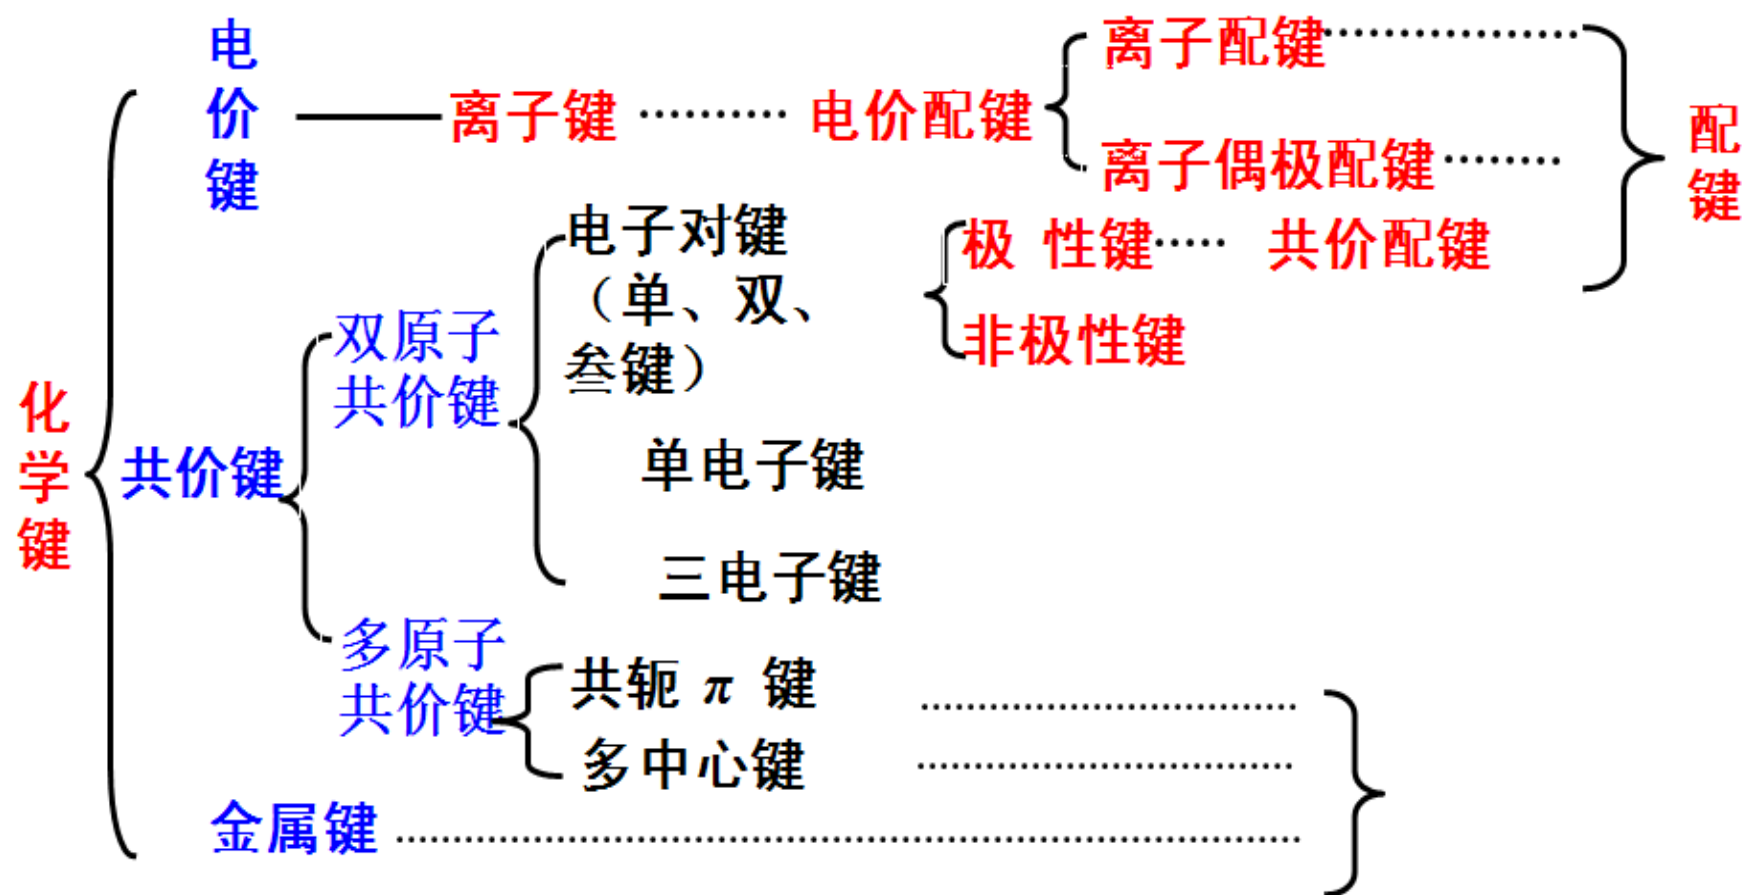 化学键
电价键
离子键
电价配键
离子配键
离子偶极配键
配键
共价键
双原子
共价键
电子对键
（单、双、
叁键）
极 性键
共价配键
非极性键
单电子键
三电子键
多原子
共价键
共轭 π 键
多中心键
金属键